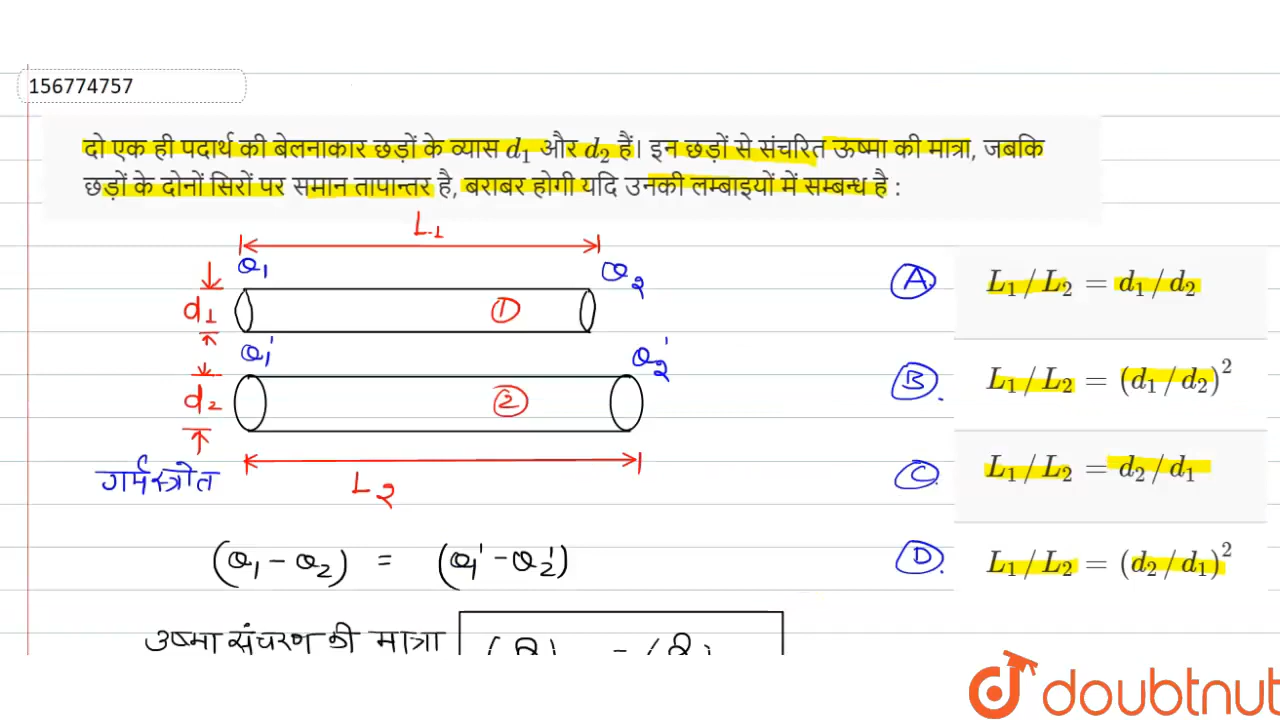 156774757
दो एक ही पदार्थ की बेलनाकार छड़ों के व्यास d₁ और d₂ हैं। इन छड़ों से संचरित ऊष्मा की मात्रा, जबकि
छड़ों के दोनों सिरों पर समान तापान्तर है, बराबर होगी यदि उनकी लम्बाइयों में सम्बन्ध है :
L₁
θ₁ θ₂
d₁ ①
θ₁' θ₂'
d₂ ②
गर्म स्त्रोत
L₂
(θ₁ - θ₂) = (θ₁' - θ₂')
उष्मा संचरण की मात्रा
A. L₁/L₂ = d₁/d₂
B. L₁/L₂ = (d₁/d₂)²
C. L₁/L₂ = d₂/d₁
D. L₁/L₂ = (d₂/d₁)²
doubtnut